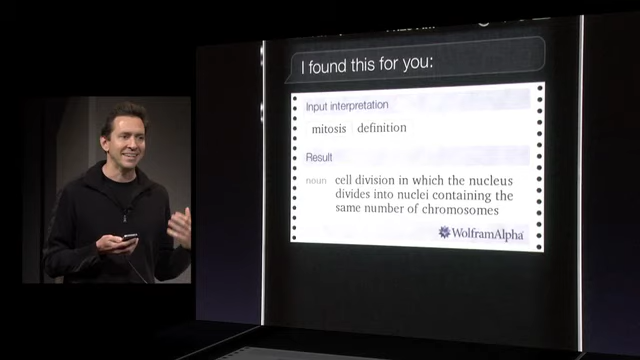 I found this for you:
Input interpretation
mitosis definition
Result
noun cell division in which the nucleus
divides into nuclei containing the
same number of chromosomes
WolframAlpha